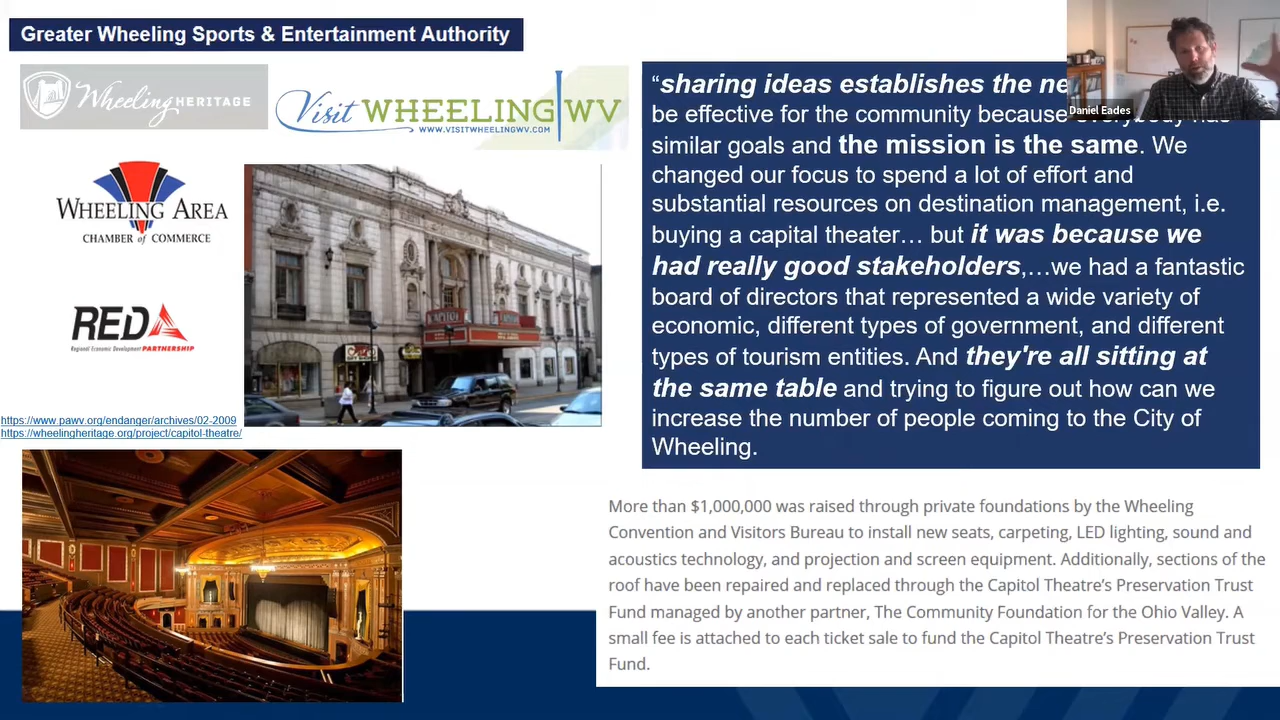 Greater Wheeling Sports & Entertainment Authority
Wheeling HERITAGE
Visit WHEELING WV
WWW.VISITWHEELINGWV.COM
WHEELING AREA
CHAMBER of COMMERCE
RED
Regional Economic Development PARTNERSHIP
https://www.pawv.org/endanger/archives/02-2009
https://wheelingheritage.org/project/capitol-theatre/
CAPITOL
Daniel Eades
“sharing ideas establishes the
be effective for the community because everybody has
similar goals and the mission is the same. We
changed our focus to spend a lot of effort and
substantial resources on destination management, i.e.
buying a capital theater… but it was because we
had really good stakeholders,…we had a fantastic
board of directors that represented a wide variety of
economic, different types of government, and different
types of tourism entities. And they're all sitting at
the same table and trying to figure out how can we
increase the number of people coming to the City of
Wheeling.
More than $1,000,000 was raised through private foundations by the Wheeling
Convention and Visitors Bureau to install new seats, carpeting, LED lighting, sound and
acoustics technology, and projection and screen equipment. Additionally, sections of the
roof have been repaired and replaced through the Capitol Theatre’s Preservation Trust
Fund managed by another partner, The Community Foundation for the Ohio Valley. A
small fee is attached to each ticket sale to fund the Capitol Theatre’s Preservation Trust
Fund.